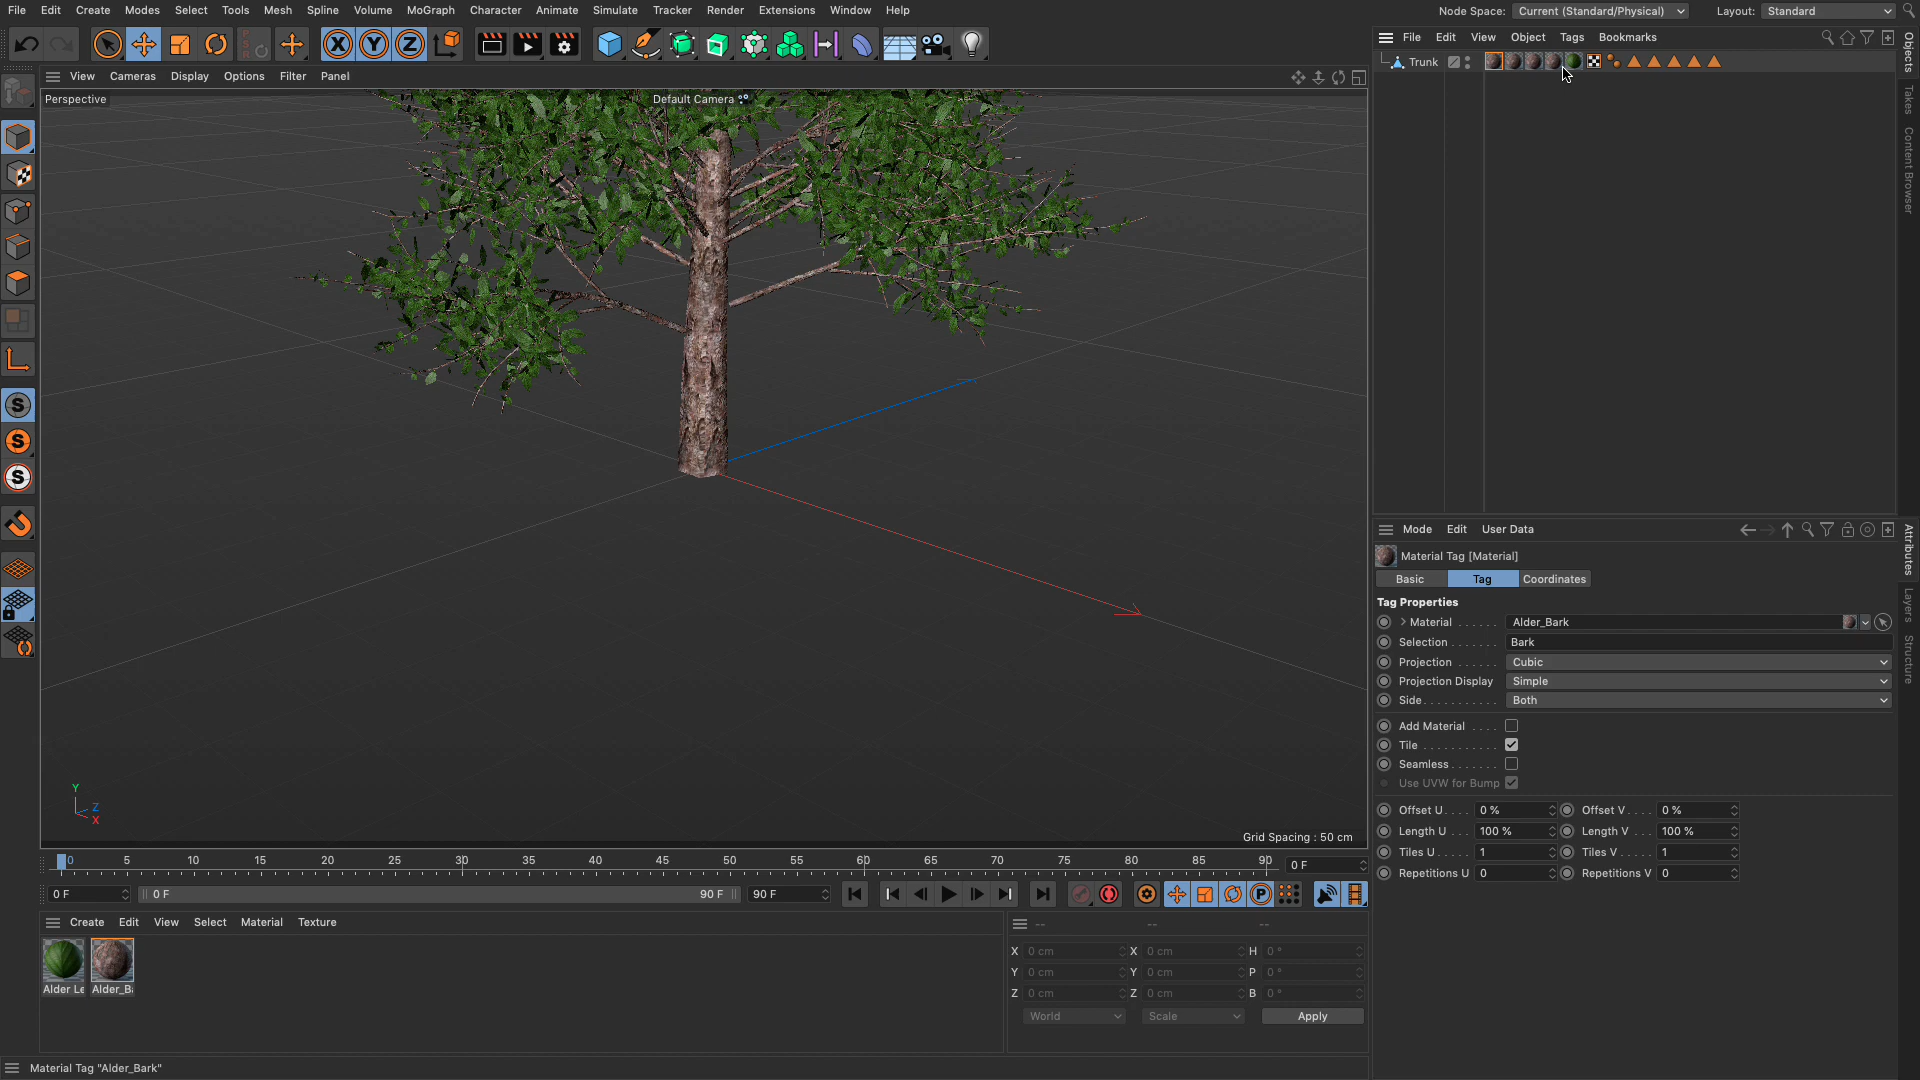 File Edit Create Modes Select Tools Mesh Spline Volume MoGraph Character Animate Simulate Tracker Render Extensions Window Help
Node Space: Current (Standard/Physical) Layout: Standard
File Edit View Object Tags Bookmarks
Trunk
Objects
Takes
Content Browser
View Cameras Display Options Filter Panel
Perspective
Default Camera
Y
Z
X
Grid Spacing : 50 cm
0 5 10 15 20 25 30 35 40 45 50 55 60 65 70 75 80 85 90 0 F
0 F 0 F 90 F 90 F
Create Edit View Select Material Texture
Alder Le Alder_Ba
-- -- --
X 0 cm X 0 cm H 0 °
Y 0 cm Y 0 cm P 0 °
Z 0 cm Z 0 cm B 0 °
World Scale Apply
Material Tag "Alder_Bark"
Mode Edit User Data
Attributes
Layers
Structure
Material Tag [Material]
Basic Tag Coordinates
Tag Properties
Material Alder_Bark
Selection Bark
Projection Cubic
Projection Display Simple
Side Both
Add Material
Tile
Seamless
Use UVW for Bump
Offset U 0 % Offset V 0 %
Length U 100 % Length V 100 %
Tiles U 1 Tiles V 1
Repetitions U 0 Repetitions V 0